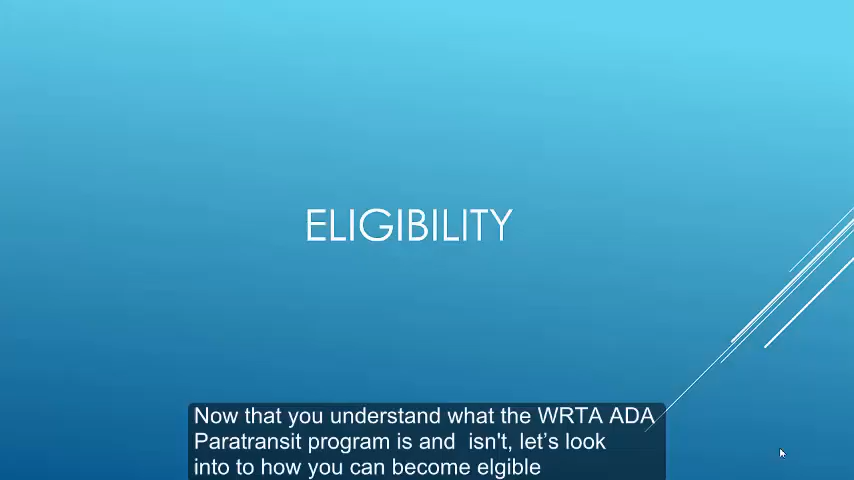 ELIGIBILITY
Now that you understand what the WRTA ADA
Paratransit program is and  isn't, let's look
into to how you can become elgible